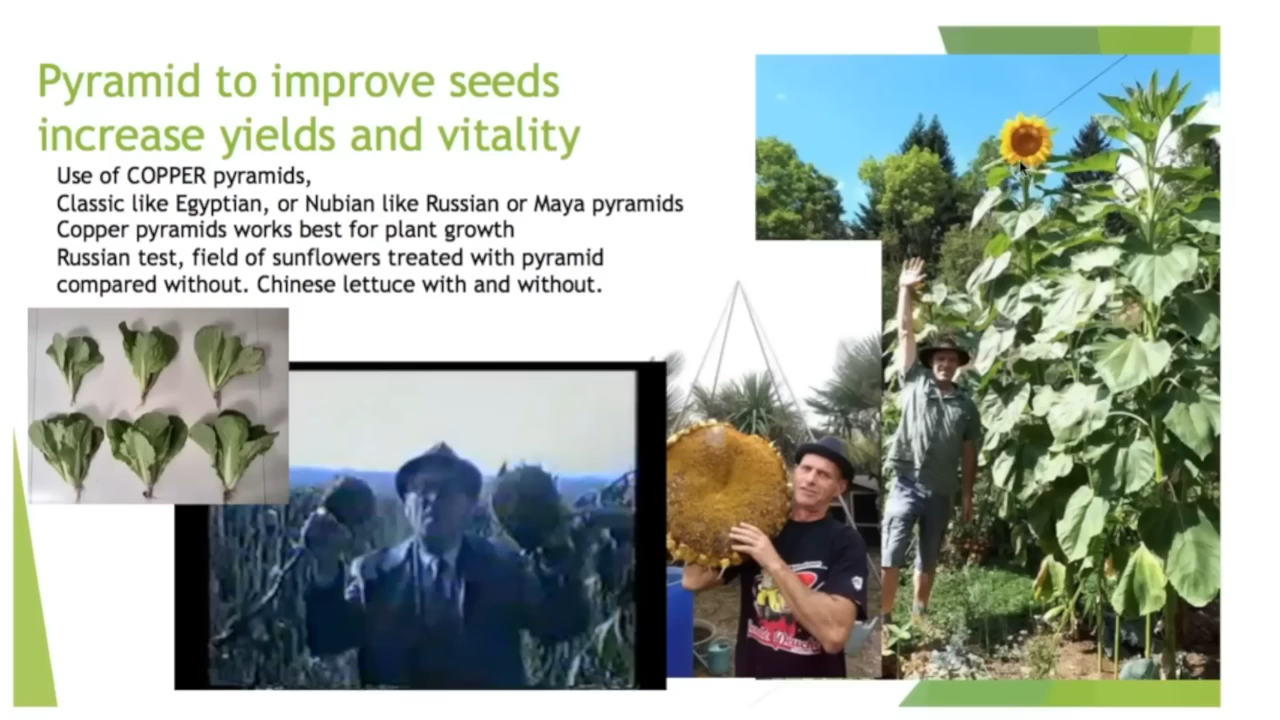 Pyramid to improve seeds
increase yields and vitality
Use of COPPER pyramids,
Classic like Egyptian, or Nubian like Russian or Maya pyramids
Copper pyramids works best for plant growth
Russian test, field of sunflowers treated with pyramid
compared without. Chinese lettuce with and without.